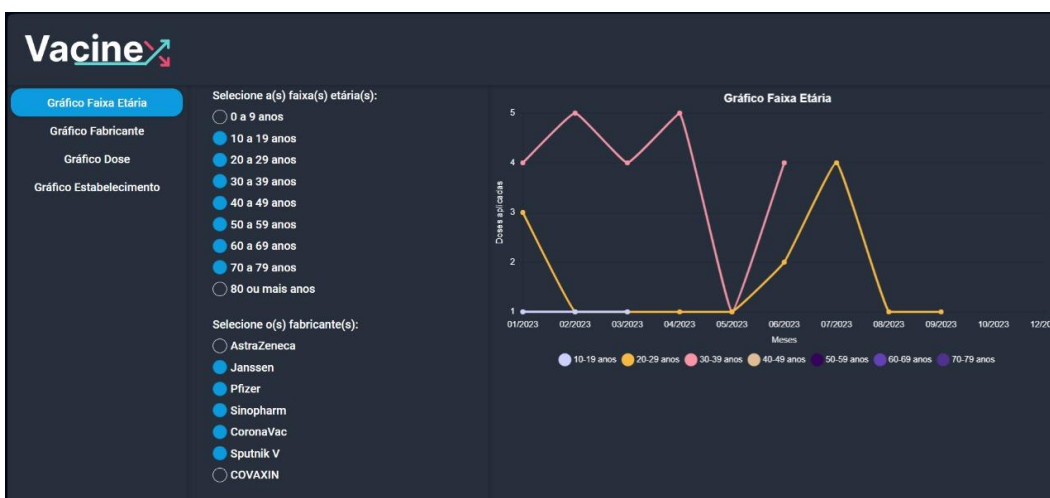 Vacinex
Gráfico Faixa Etária
Gráfico Fabricante
Gráfico Dose
Gráfico Estabelecimento
Selecione a(s) faixa(s) etária(s):
0 a 9 anos
10 a 19 anos
20 a 29 anos
30 a 39 anos
40 a 49 anos
50 a 59 anos
60 a 69 anos
70 a 79 anos
80 ou mais anos
Selecione o(s) fabricante(s):
AstraZeneca
Janssen
Pfizer
Sinopharm
CoronaVac
Sputnik V
COVAXIN
Gráfico Faixa Etária
5
4
3
2
1
Doses aplicadas
01/2023 02/2023 03/2023 04/2023 05/2023 06/2023 07/2023 08/2023 09/2023 10/2023 12/20
Meses
10-19 anos 20-29 anos 30-39 anos 40-49 anos 50-59 anos 60-69 anos 70-79 anos